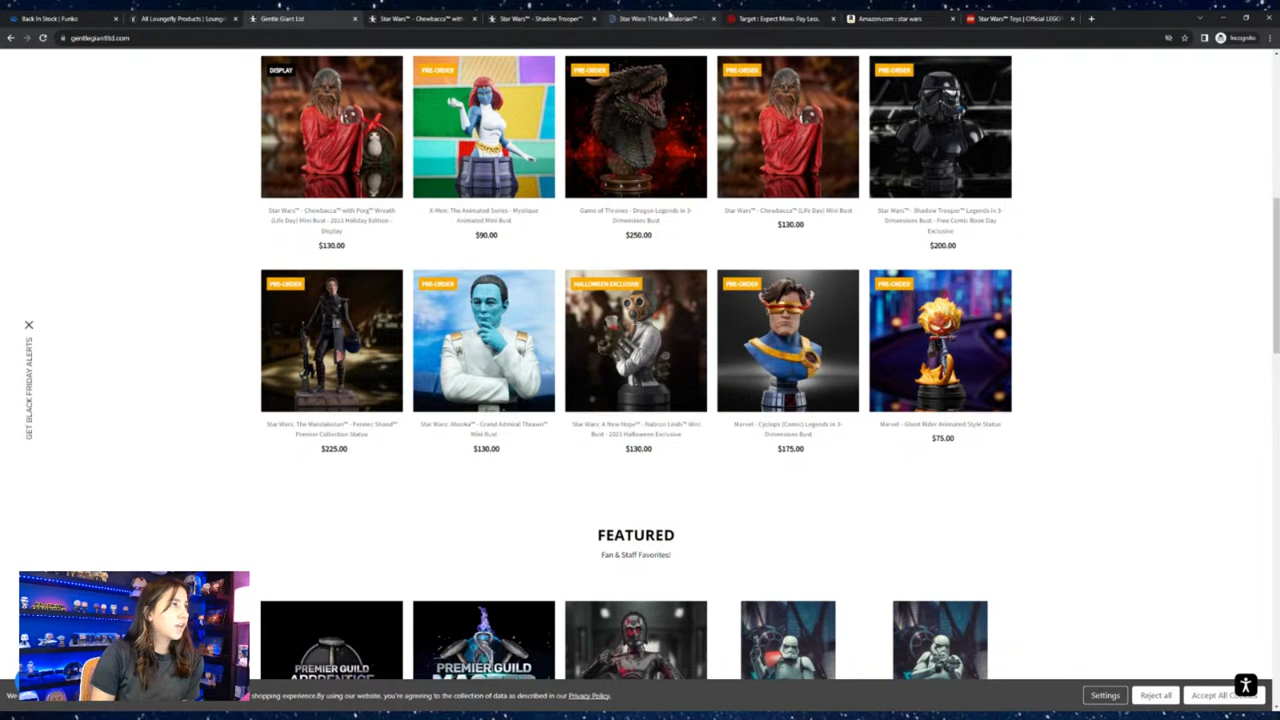 Back In Stock | Funko
All Loungefly Products | Loung
Gentle Giant Ltd
Star Wars™ - Chewbacca™ with
Star Wars™ - Shadow Trooper™
Star Wars: The Mandalorian™ -
Target : Expect More. Pay Less.
Amazon.com : star wars
Star Wars™ Toys | Official LEGO
gentlegiantltd.com
Incognito
DISPLAY
PRE-ORDER
PRE-ORDER
PRE-ORDER
PRE-ORDER
Star Wars™ - Chewbacca™ with Porg™ Wreath
(Life Day) Mini Bust - 2023 Holiday Edition -
Display
$130.00
X-Men: The Animated Series - Mystique
Animated Mini Bust
$90.00
Game of Thrones - Drogon Legends in 3-
Dimensions Bust
$250.00
Star Wars™ - Chewbacca™ (Life Day) Mini Bust
$130.00
Star Wars™ - Shadow Trooper™ Legends in 3-
Dimensions Bust - Free Comic Book Day
Exclusive
$200.00
PRE-ORDER
PRE-ORDER
HALLOWEEN EXCLUSIVE
PRE-ORDER
PRE-ORDER
Star Wars: The Mandalorian™ - Fennec Shand™
Premier Collection Statue
$225.00
Star Wars: Ahsoka™ - Grand Admiral Thrawn™
Mini Bust
$130.00
Star Wars: A New Hope™ - Nabrun Leids™ Mini
Bust - 2023 Halloween Exclusive
$130.00
Marvel - Cyclops (Comic) Legends in 3-
Dimensions Bust
$175.00
Marvel - Ghost Rider Animated Style Statue
$75.00
GET BLACK FRIDAY ALERTS
FEATURED
Fan & Staff Favorites!
PREMIER GUILD
APPRENTICE
PREMIER GUILD
We
shopping experience.By using our website, you're agreeing to the collection of data as described in our Privacy Policy.
Settings
Reject all
Accept All